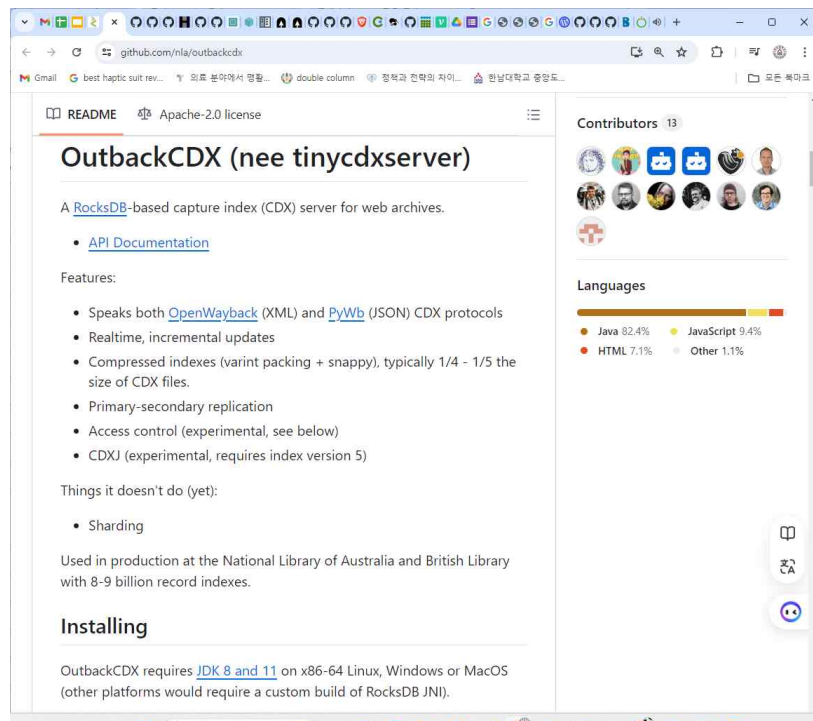 github.com/nla/outbackcdx
Gmail
best haptic suit rev...
의료 분야에서 명확...
double column
정책과 전략의 차이...
한남대학교 중앙도...
모든 북마크
README
Apache-2.0 license
OutbackCDX (nee tinycdxserver)
A RocksDB-based capture index (CDX) server for web archives.
• API Documentation
Features:
• Speaks both OpenWayback (XML) and PyWb (JSON) CDX protocols
• Realtime, incremental updates
• Compressed indexes (varint packing + snappy), typically 1/4 - 1/5 the
size of CDX files.
• Primary-secondary replication
• Access control (experimental, see below)
• CDXJ (experimental, requires index version 5)
Things it doesn't do (yet):
• Sharding
Used in production at the National Library of Australia and British Library
with 8-9 billion record indexes.
Installing
OutbackCDX requires JDK 8 and 11 on x86-64 Linux, Windows or MacOS
(other platforms would require a custom build of RocksDB JNI).
Contributors 13
Languages
Java 82.4%
JavaScript 9.4%
HTML 7.1%
Other 1.1%